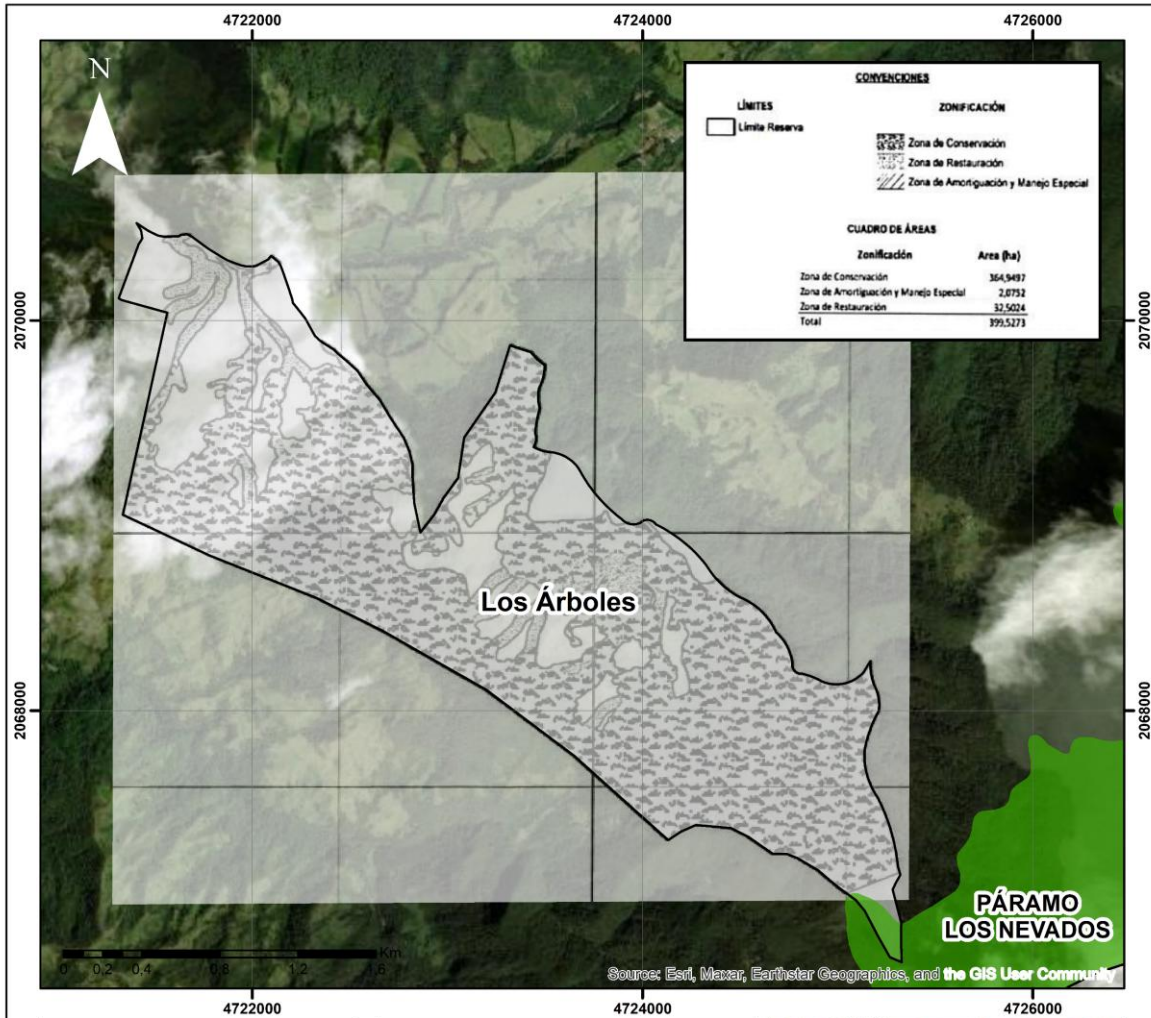 4722000 4724000 4726000
N
CONVENCIONES
LÍMITES
Límite Reserva
ZONIFICACIÓN
Zona de Conservación
Zona de Restauración
Zona de Amortiguación y Manejo Especial
CUADRO DE ÁREAS
Zonificación Area (ha)
Zona de Conservación 364,9497
Zona de Amortiguación y Manejo Especial 2,0752
Zona de Restauración 32,5024
Total 399,5273
2070000 2070000
Los Árboles
2068000 2068000
PÁRAMO
LOS NEVADOS
Km
0 0,2 0,4 0,8 1,2 1,6
Source: Esri, Maxar, Earthstar Geographics, and the GIS User Community
4722000 4724000 4726000